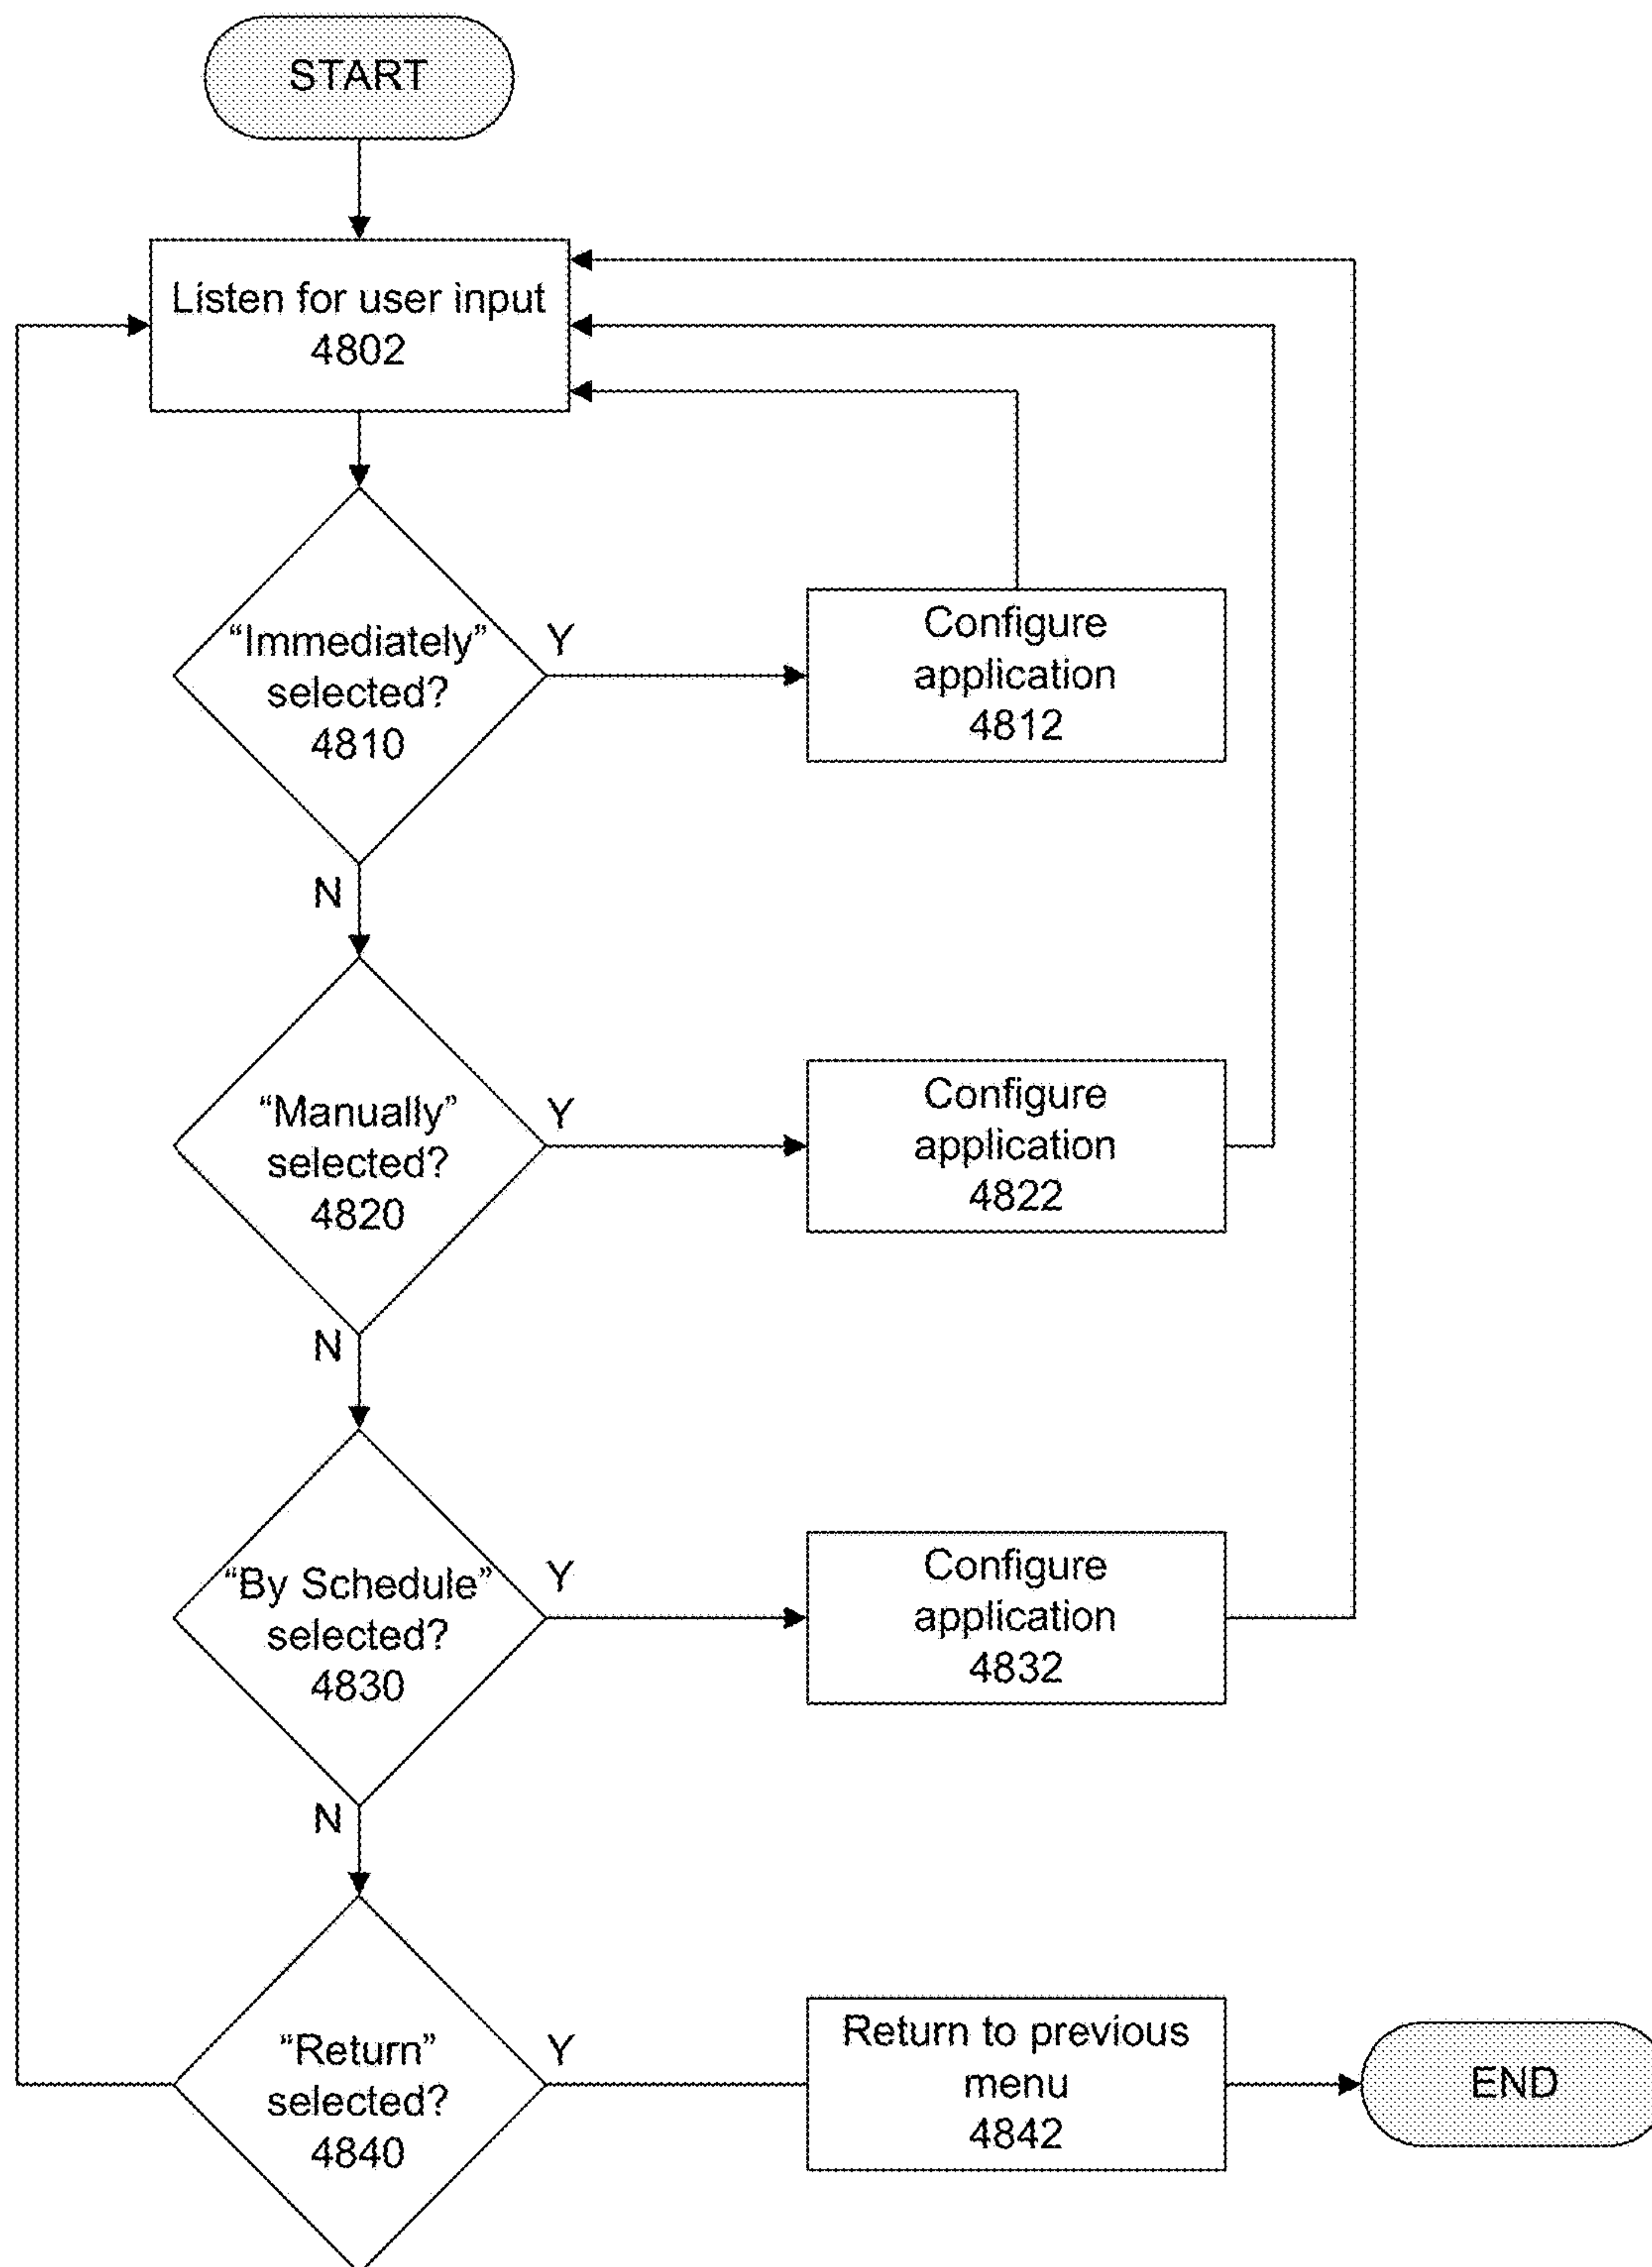 START
Listen for user input
4802
“Immediately”
selected?
4810
Y
Configure
application
4812
N
“Manually”
selected?
4820
Y
Configure
application
4822
N
“By Schedule”
selected?
4830
Y
Configure
application
4832
N
“Return”
selected?
4840
Y
Return to previous
menu
4842
END